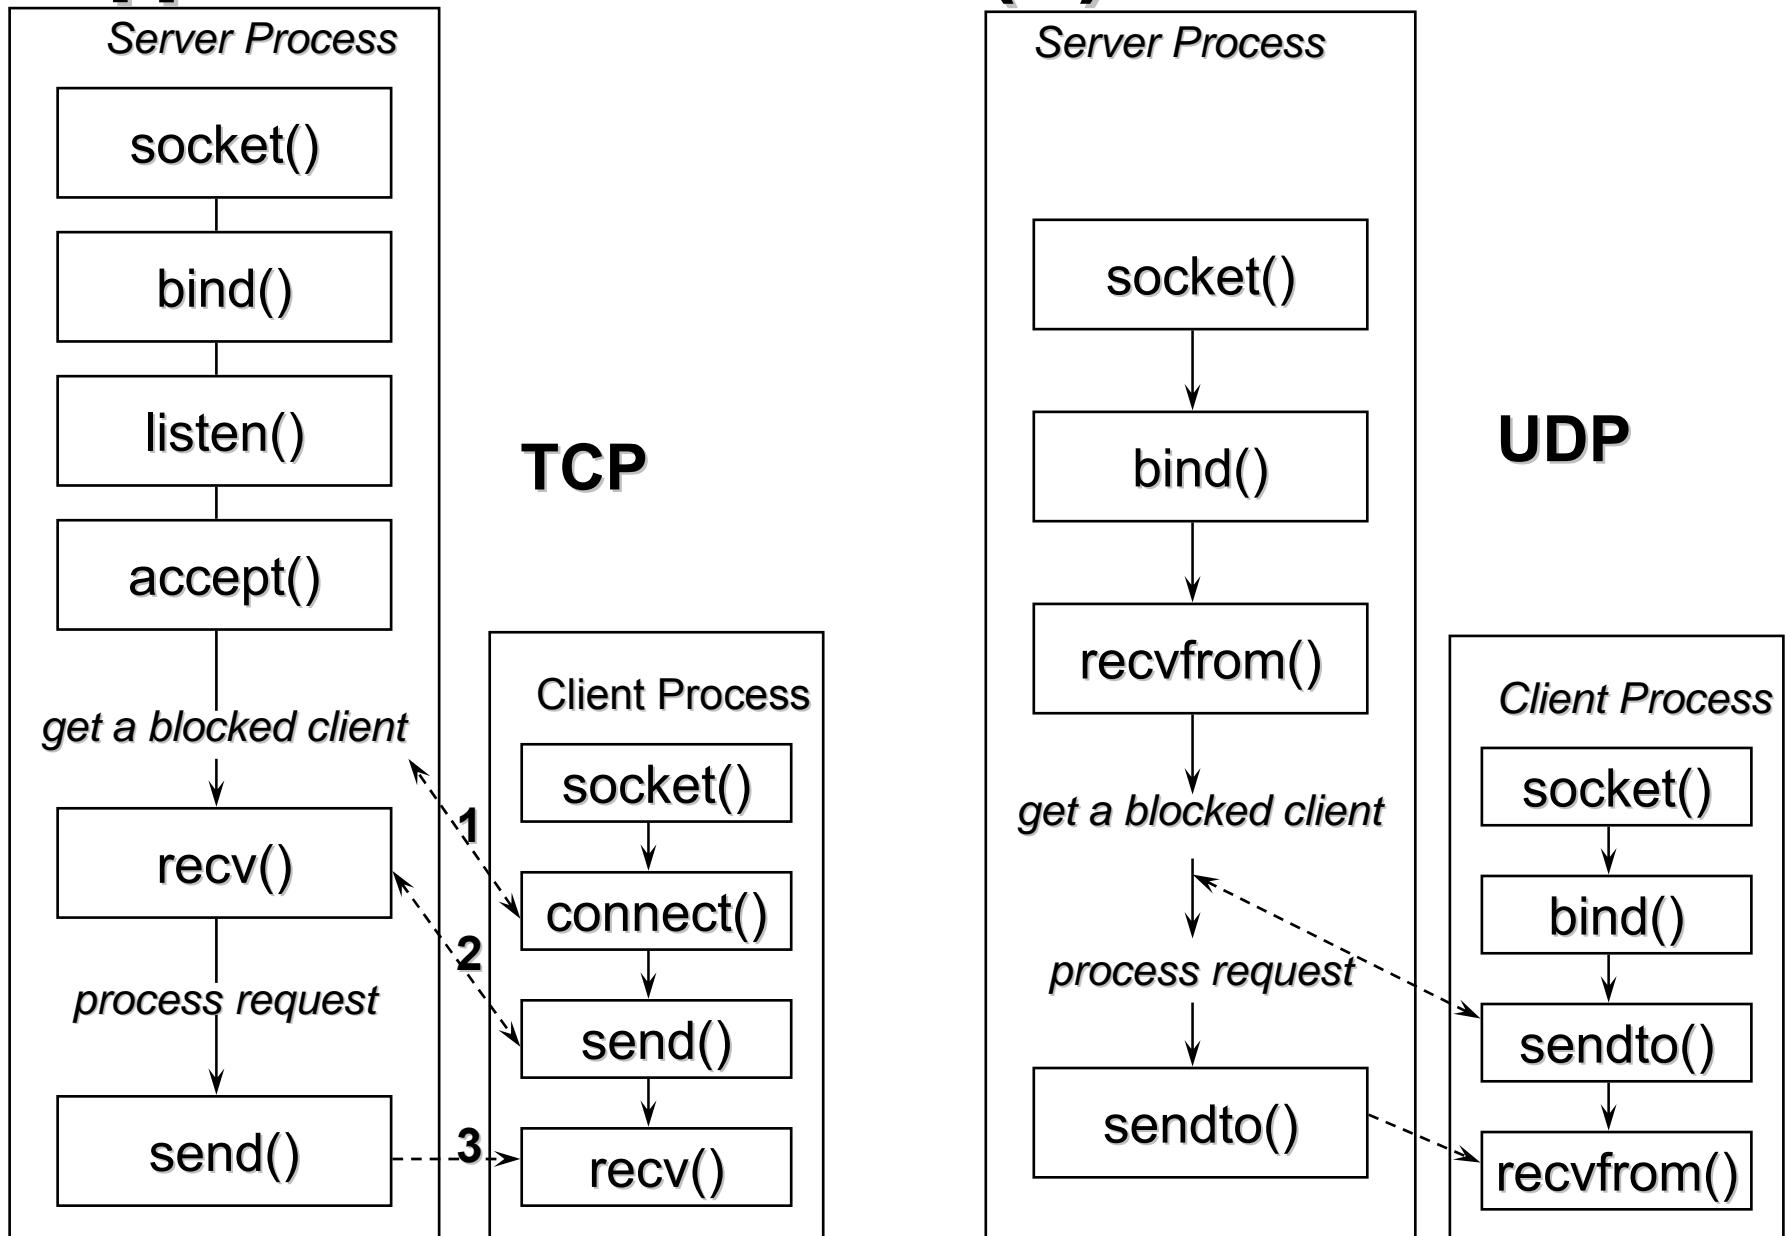 Server Process
socket()
bind()
listen()
accept()
get a blocked client
recv()
process request
send()
TCP
Client Process
socket()
1
connect()
2
send()
3
recv()
Server Process
socket()
bind()
recvfrom()
get a blocked client
process request
sendto()
UDP
Client Process
socket()
bind()
sendto()
recvfrom()